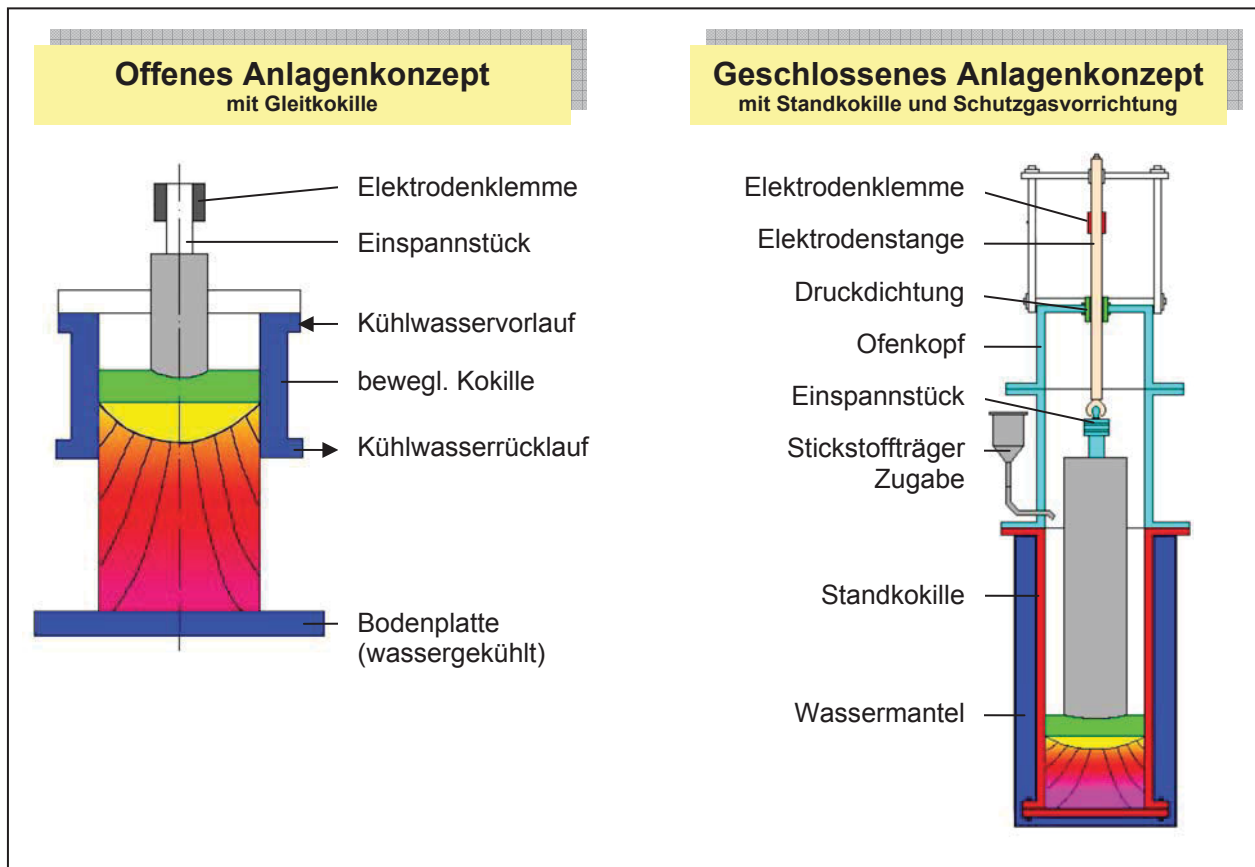 Offenes Anlagenkonzept
mit Gleitkokille
Elektrodenklemme
Einspannstück
Kühlwasservorlauf
bewegl. Kokille
Kühlwasserrücklauf
Bodenplatte
(wassergekühlt)
Geschlossenes Anlagenkonzept
mit Standkokille und Schutzgasvorrichtung
Elektrodenklemme
Elektrodenstange
Druckdichtung
Ofenkopf
Einspannstück
Stickstoffträger
Zugabe
Standkokille
Wassermantel